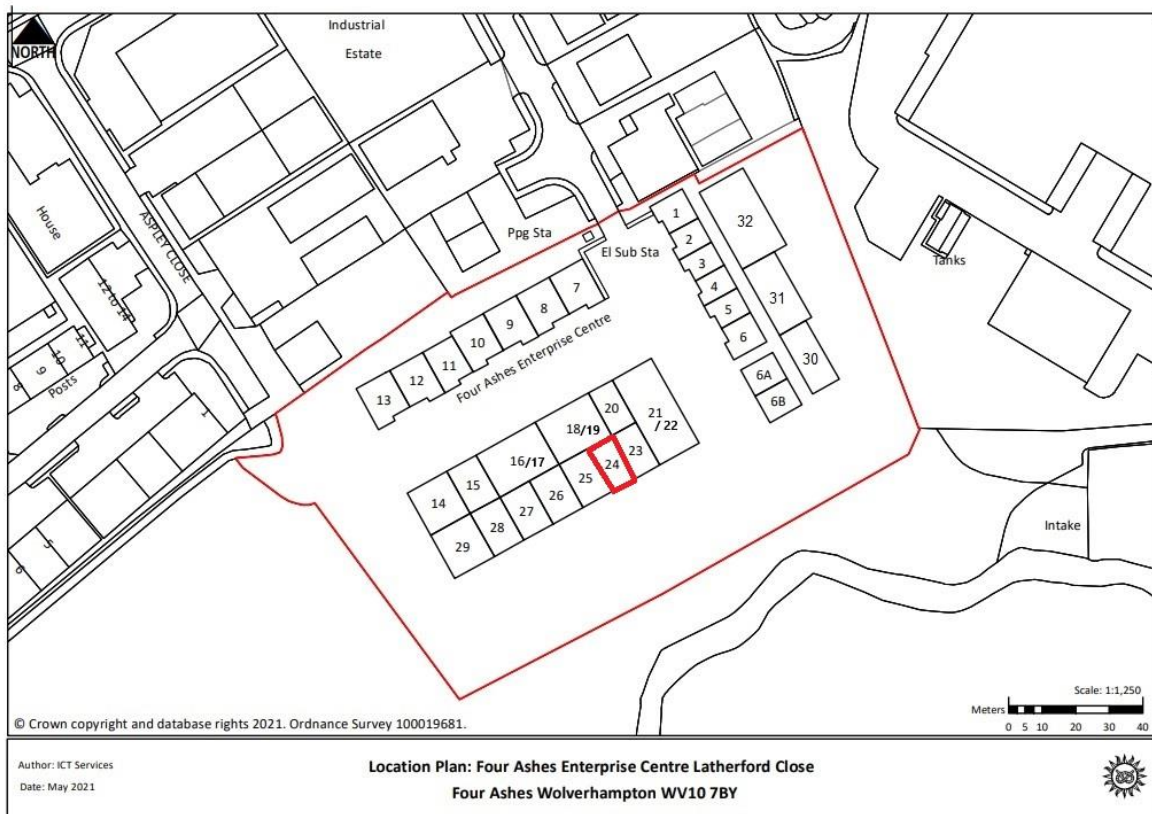 NORTH
Industrial
Estate
House
ASPLEY CLOSE
12 to 14
11
10
9
8
Posts
1
5
6
Ppg Sta
El Sub Sta
Tanks
Intake
1
2
3
4
5
6
6A
6B
32
31
30
7
8
9
10
11
12
13
Four Ashes Enterprise Centre
14
15
16/17
18/19
20
21
/ 22
23
24
25
26
27
28
29
© Crown copyright and database rights 2021. Ordnance Survey 100019681.
Scale: 1:1,250
Meters
0 5 10 20 30 40
Author: ICT Services
Date: May 2021
Location Plan: Four Ashes Enterprise Centre Latherford Close
Four Ashes Wolverhampton WV10 7BY